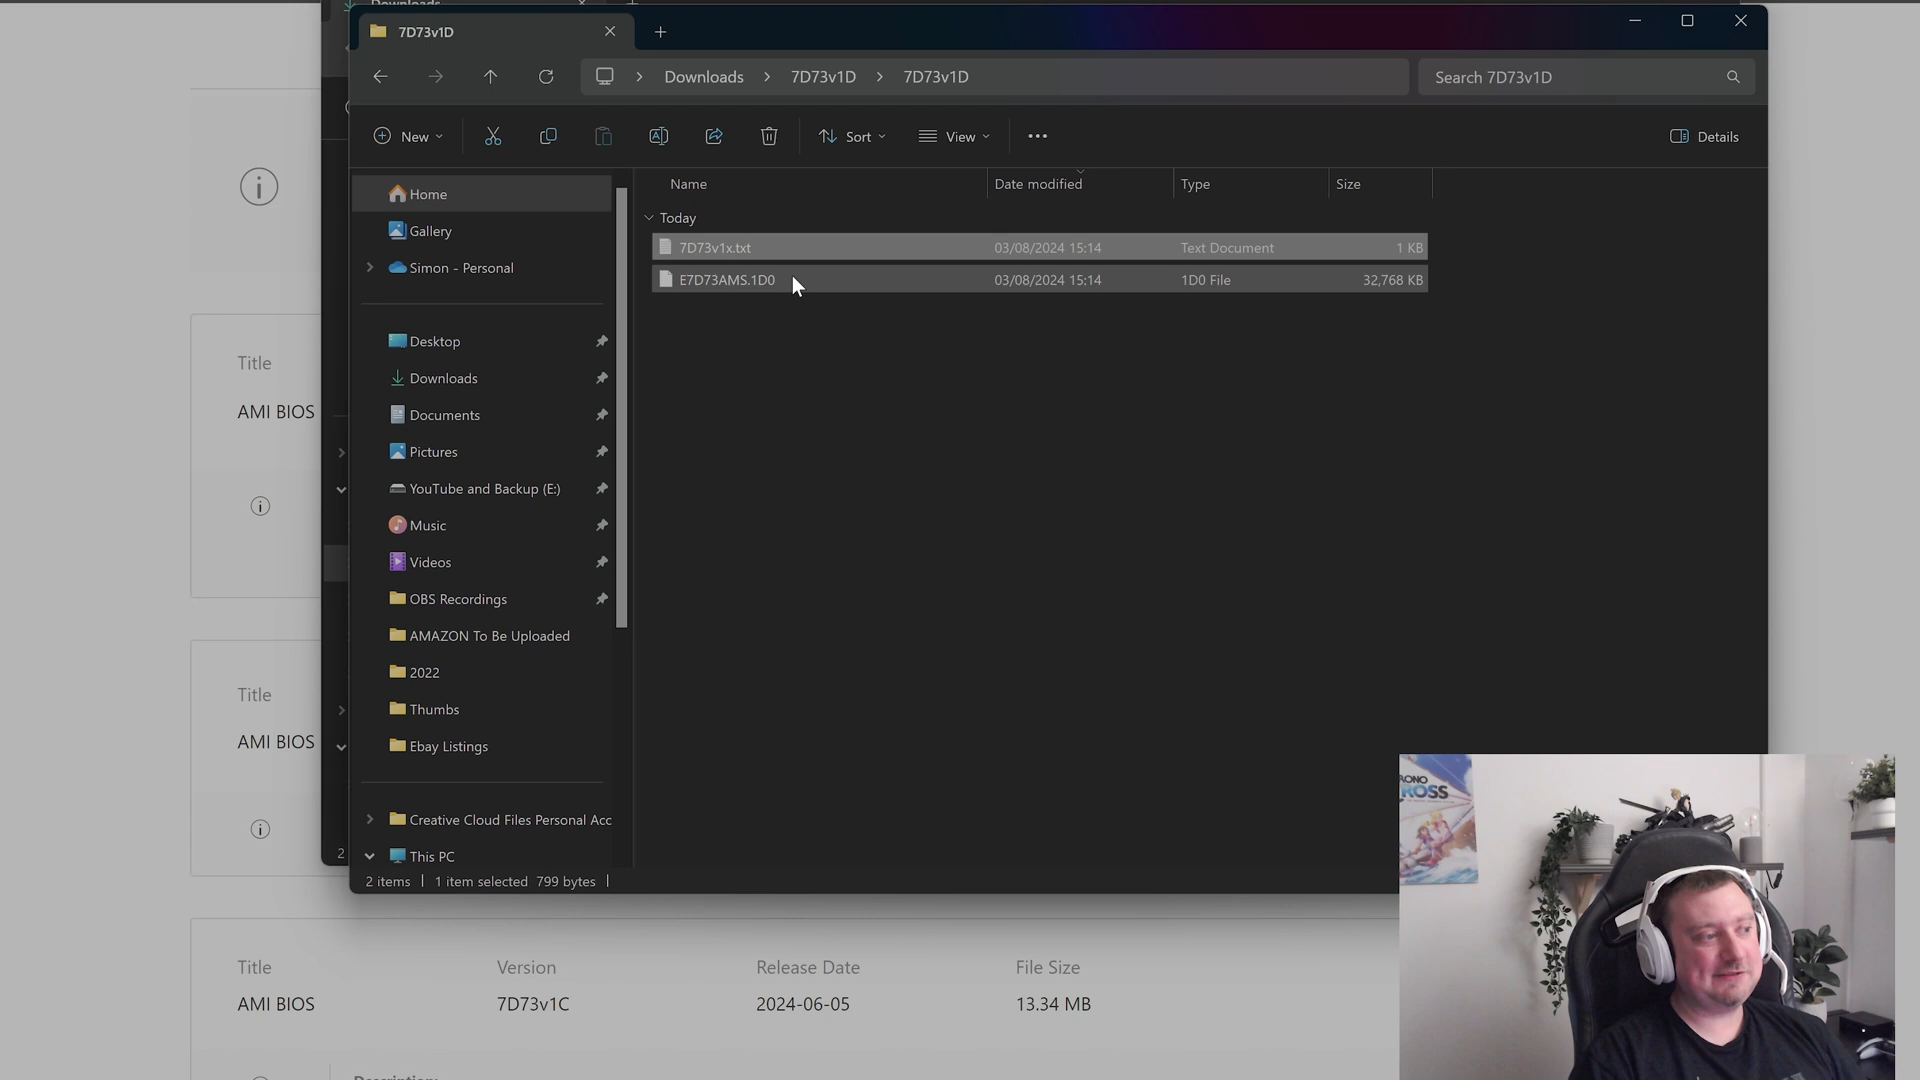 Downloads
7D73v1D
Downloads > 7D73v1D > 7D73v1D
Search 7D73v1D
New
Sort
View
Details
Name Date modified Type Size
Today
7D73v1x.txt 03/08/2024 15:14 Text Document 1 KB
E7D73AMS.1D0 03/08/2024 15:14 1D0 File 32,768 KB
Home
Gallery
Simon - Personal
Desktop
Downloads
Documents
Pictures
YouTube and Backup (E:)
Music
Videos
OBS Recordings
AMAZON To Be Uploaded
2022
Thumbs
Ebay Listings
Creative Cloud Files Personal Acc
This PC
2 items | 1 item selected 799 bytes |
2
Title
AMI BIOS
Title
AMI BIOS
Title Version Release Date File Size
AMI BIOS 7D73v1C 2024-06-05 13.34 MB
Description:
RONO
ROSS